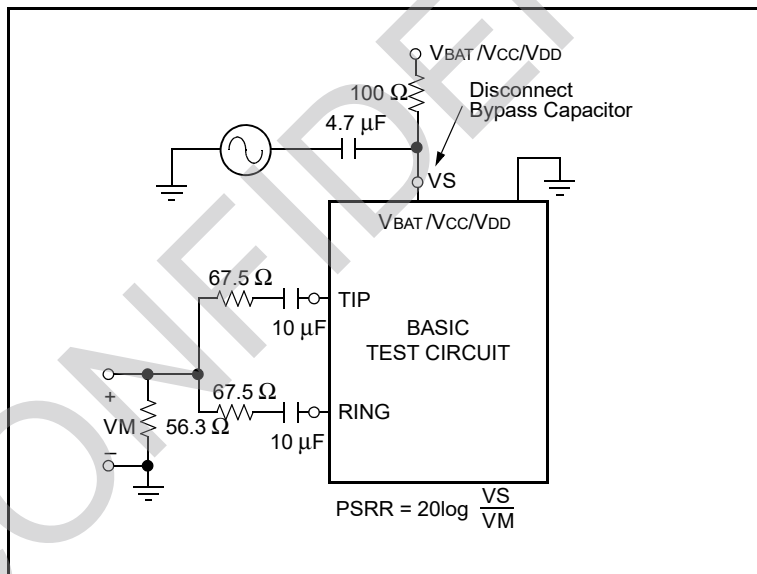 VBAT/VCC/VDD
100 Ω
Disconnect
Bypass Capacitor
4.7 μF
VS
VBAT/VCC/VDD
67.5 Ω
TIP
10 μF
BASIC
TEST CIRCUIT
67.5 Ω
+
RING
VM
56.3 Ω
10 μF
–
PSRR = 20log VS/VM
ONFIDE